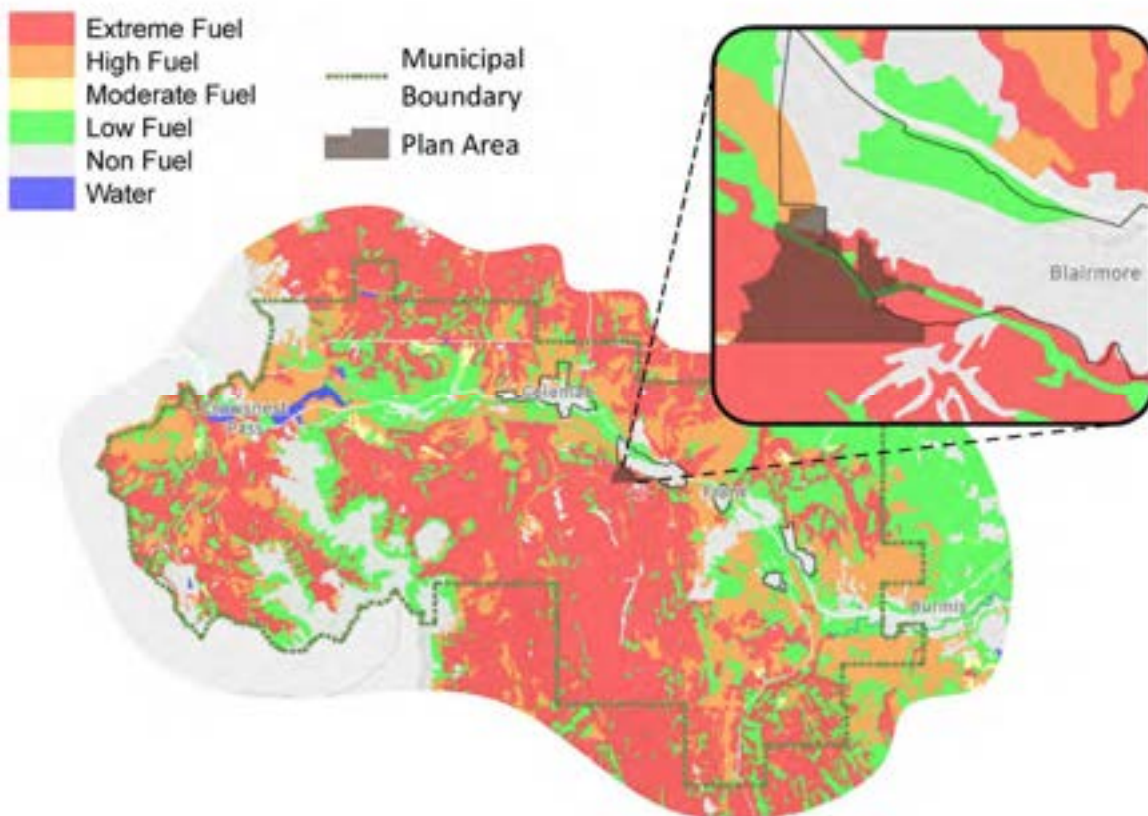 Extreme Fuel
High Fuel
Moderate Fuel
Low Fuel
Non Fuel
Water
Municipal
Boundary
Plan Area
Blairmore
Crowsnest
Pass
Coleman
Frank
Burmis